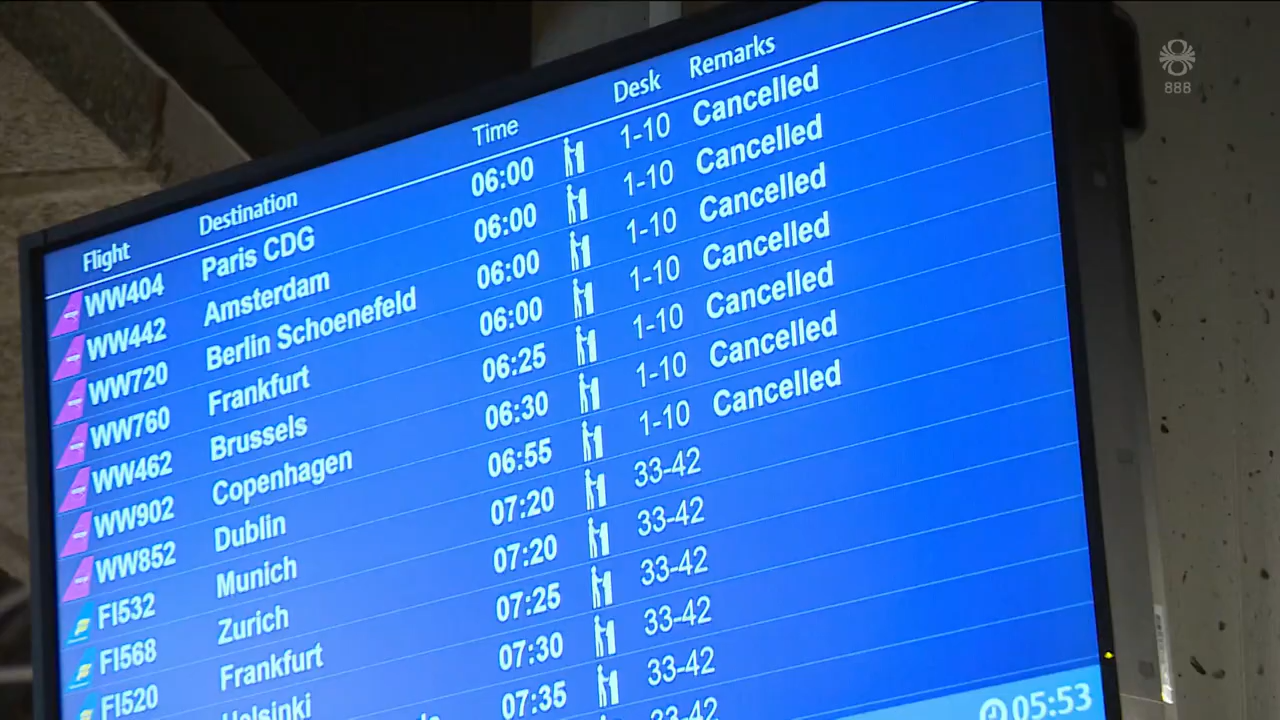 Flight Destination Time Desk Remarks
WW404 Paris CDG 06:00 1-10 Cancelled
WW442 Amsterdam 06:00 1-10 Cancelled
WW720 Berlin Schoenefeld 06:00 1-10 Cancelled
WW760 Frankfurt 06:00 1-10 Cancelled
WW462 Brussels 06:25 1-10 Cancelled
WW902 Copenhagen 06:30 1-10 Cancelled
WW852 Dublin 06:55 1-10 Cancelled
FI532 Munich 07:20 33-42
FI568 Zurich 07:20 33-42
FI520 Frankfurt 07:25 33-42
Helsinki 07:30 33-42
07:35 33-42
33-42
05:53
888